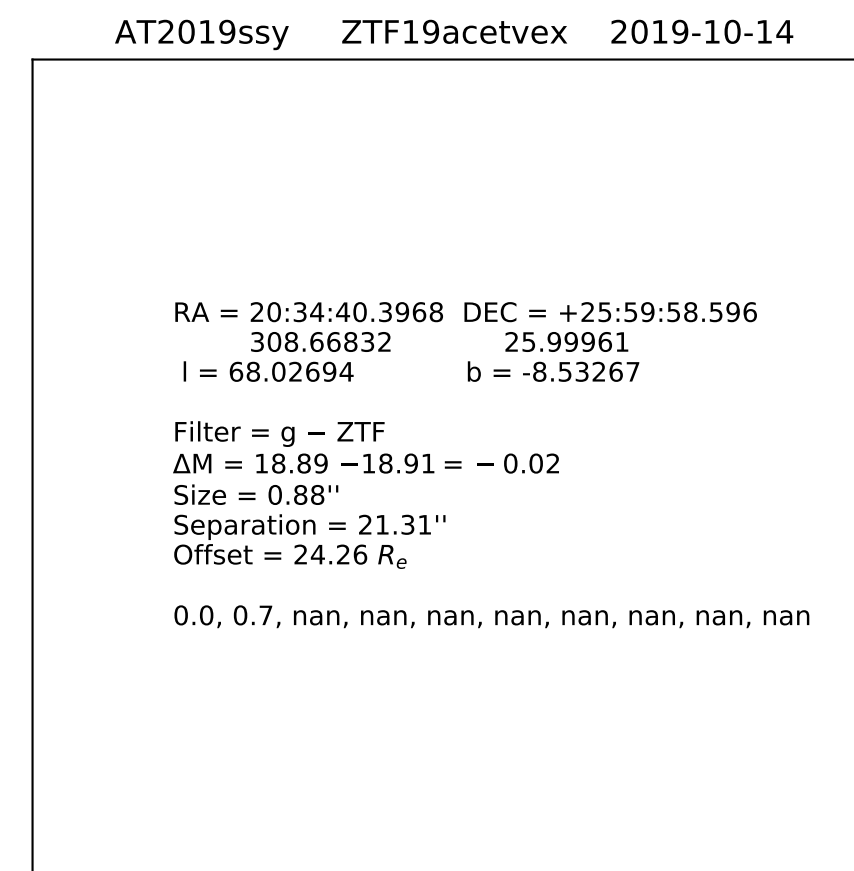 AT2019ssy ZTF19acetvex 2019-10-14
RA = 20:34:40.3968 DEC = +25:59:58.596
308.66832 25.99961
l = 68.02694 b = -8.53267
Filter = g − ZTF
ΔM = 18.89 −18.91 = − 0.02
Size = 0.88''
Separation = 21.31''
Offset = 24.26 Rₑ
0.0, 0.7, nan, nan, nan, nan, nan, nan, nan, nan